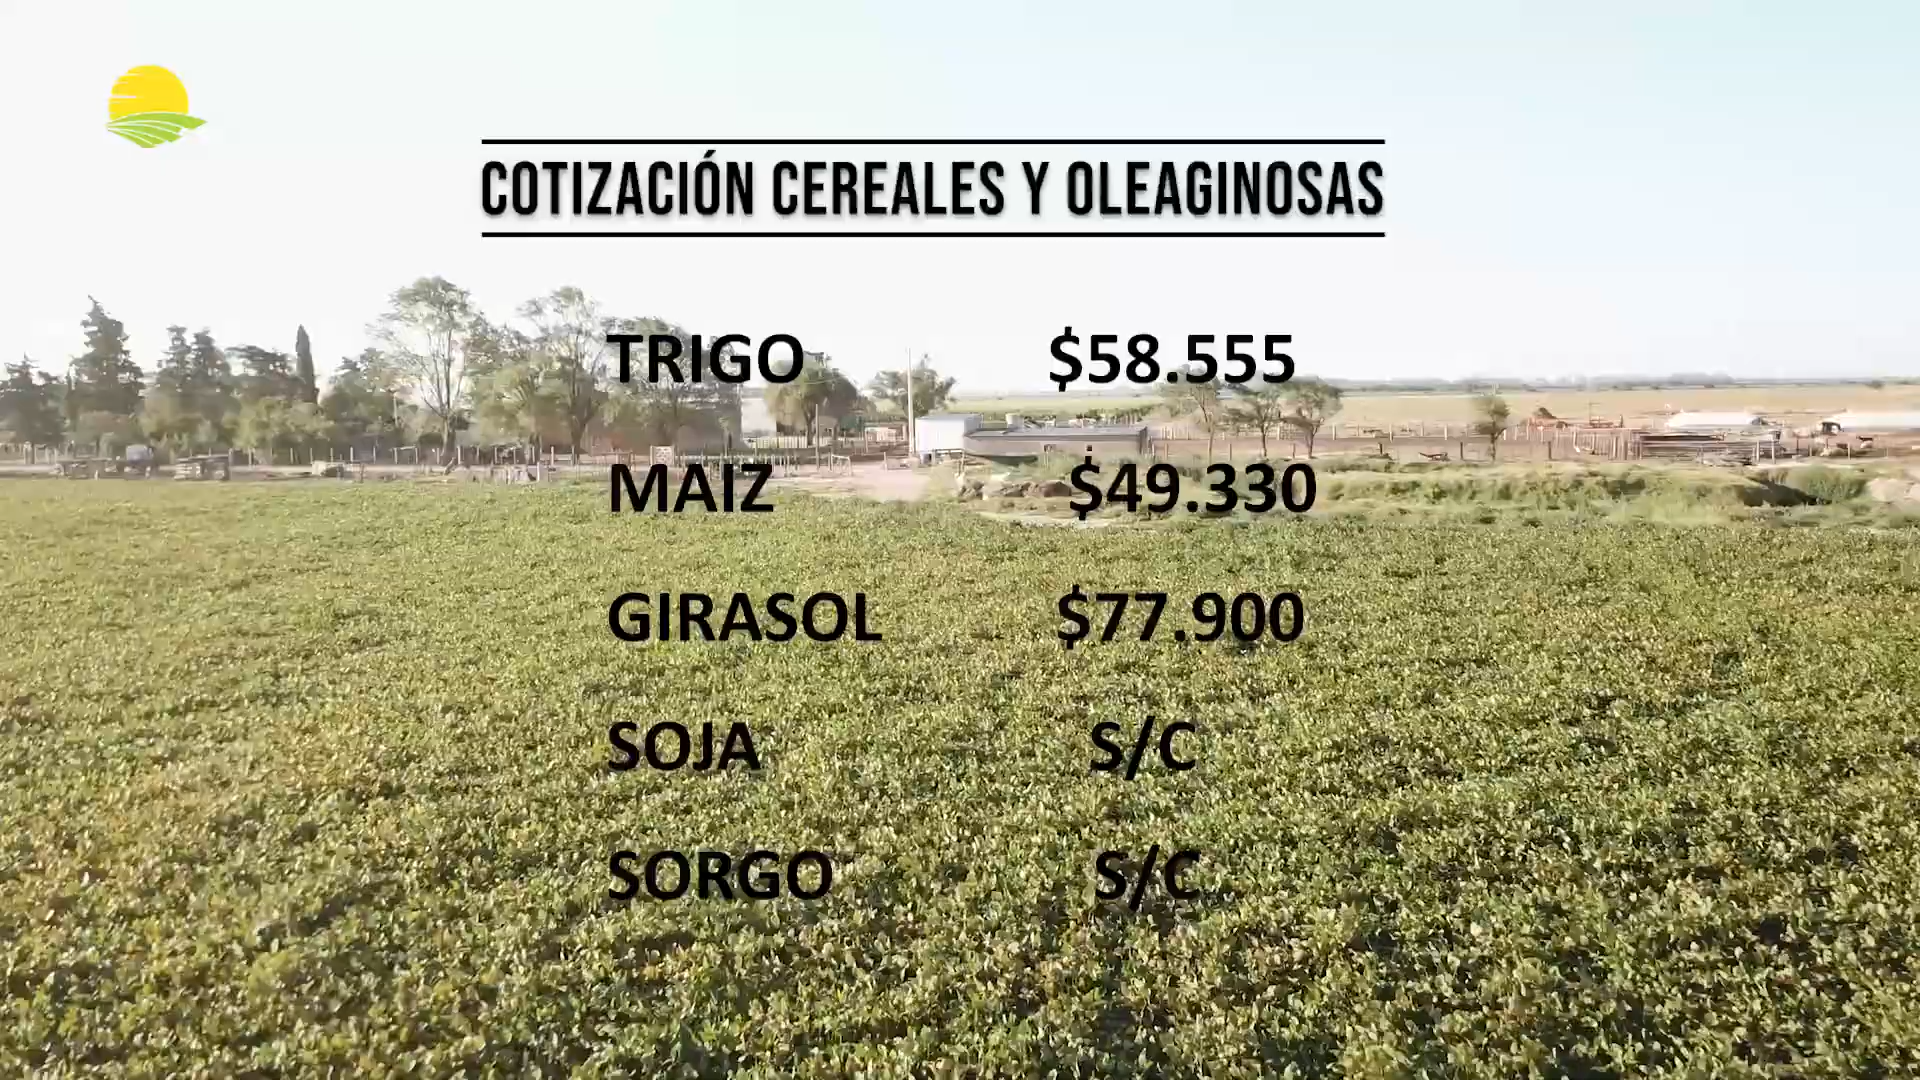 COTIZACIÓN CEREALES Y OLEAGINOSAS
TRIGO $58.555
MAIZ $49.330
GIRASOL $77.900
SOJA S/C
SORGO S/C